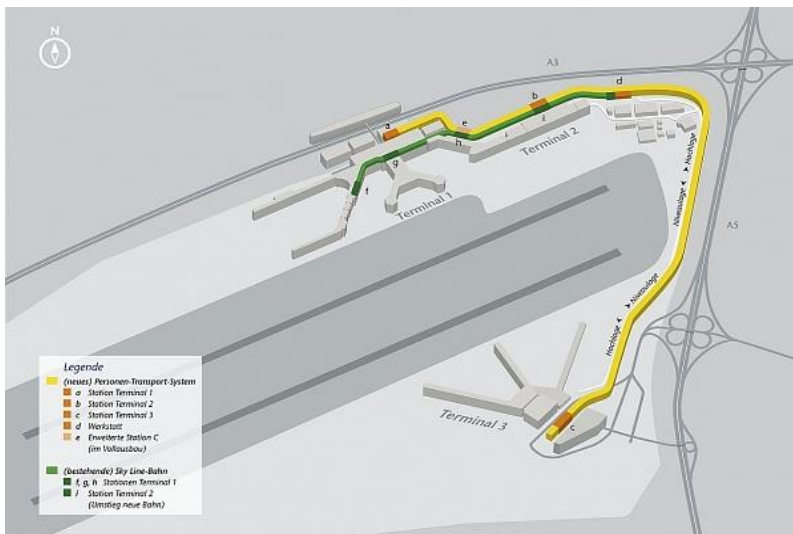 N
A3
d
b
a
e
h
i
g
f
Terminal 2
Terminal 1
Hochlage
Niveaulage
A5
Niveaulage
Hochlage
Terminal 3
c
Legende
(neues) Personen-Transport-System
a Station Terminal 1
b Station Terminal 2
c Station Terminal 3
d Werkstatt
e Erweiterte Station C
(im Vollausbau)
(bestehende) Sky Line-Bahn
f, g, h Stationen Terminal 1
i Station Terminal 2
(Umstieg neue Bahn)